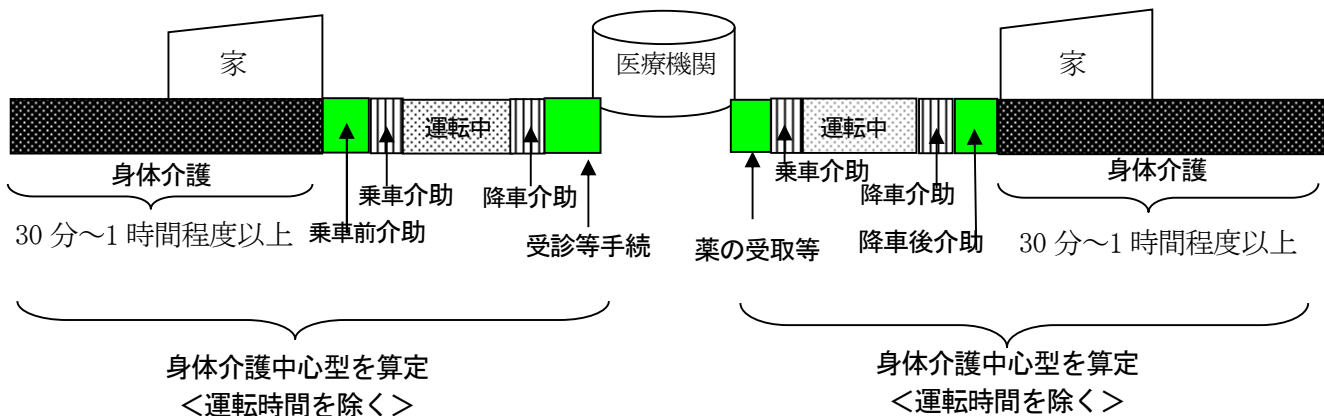 家
医療機関
家
運転中
運転中
身体介護
乗車介助
降車介助
乗車介助
降車介助
身体介護
30 分～1 時間程度以上
乗車前介助
受診等手続
薬の受取等
降車後介助
30 分～1 時間程度以上
身体介護中心型を算定
＜運転時間を除く＞
身体介護中心型を算定
＜運転時間を除く＞